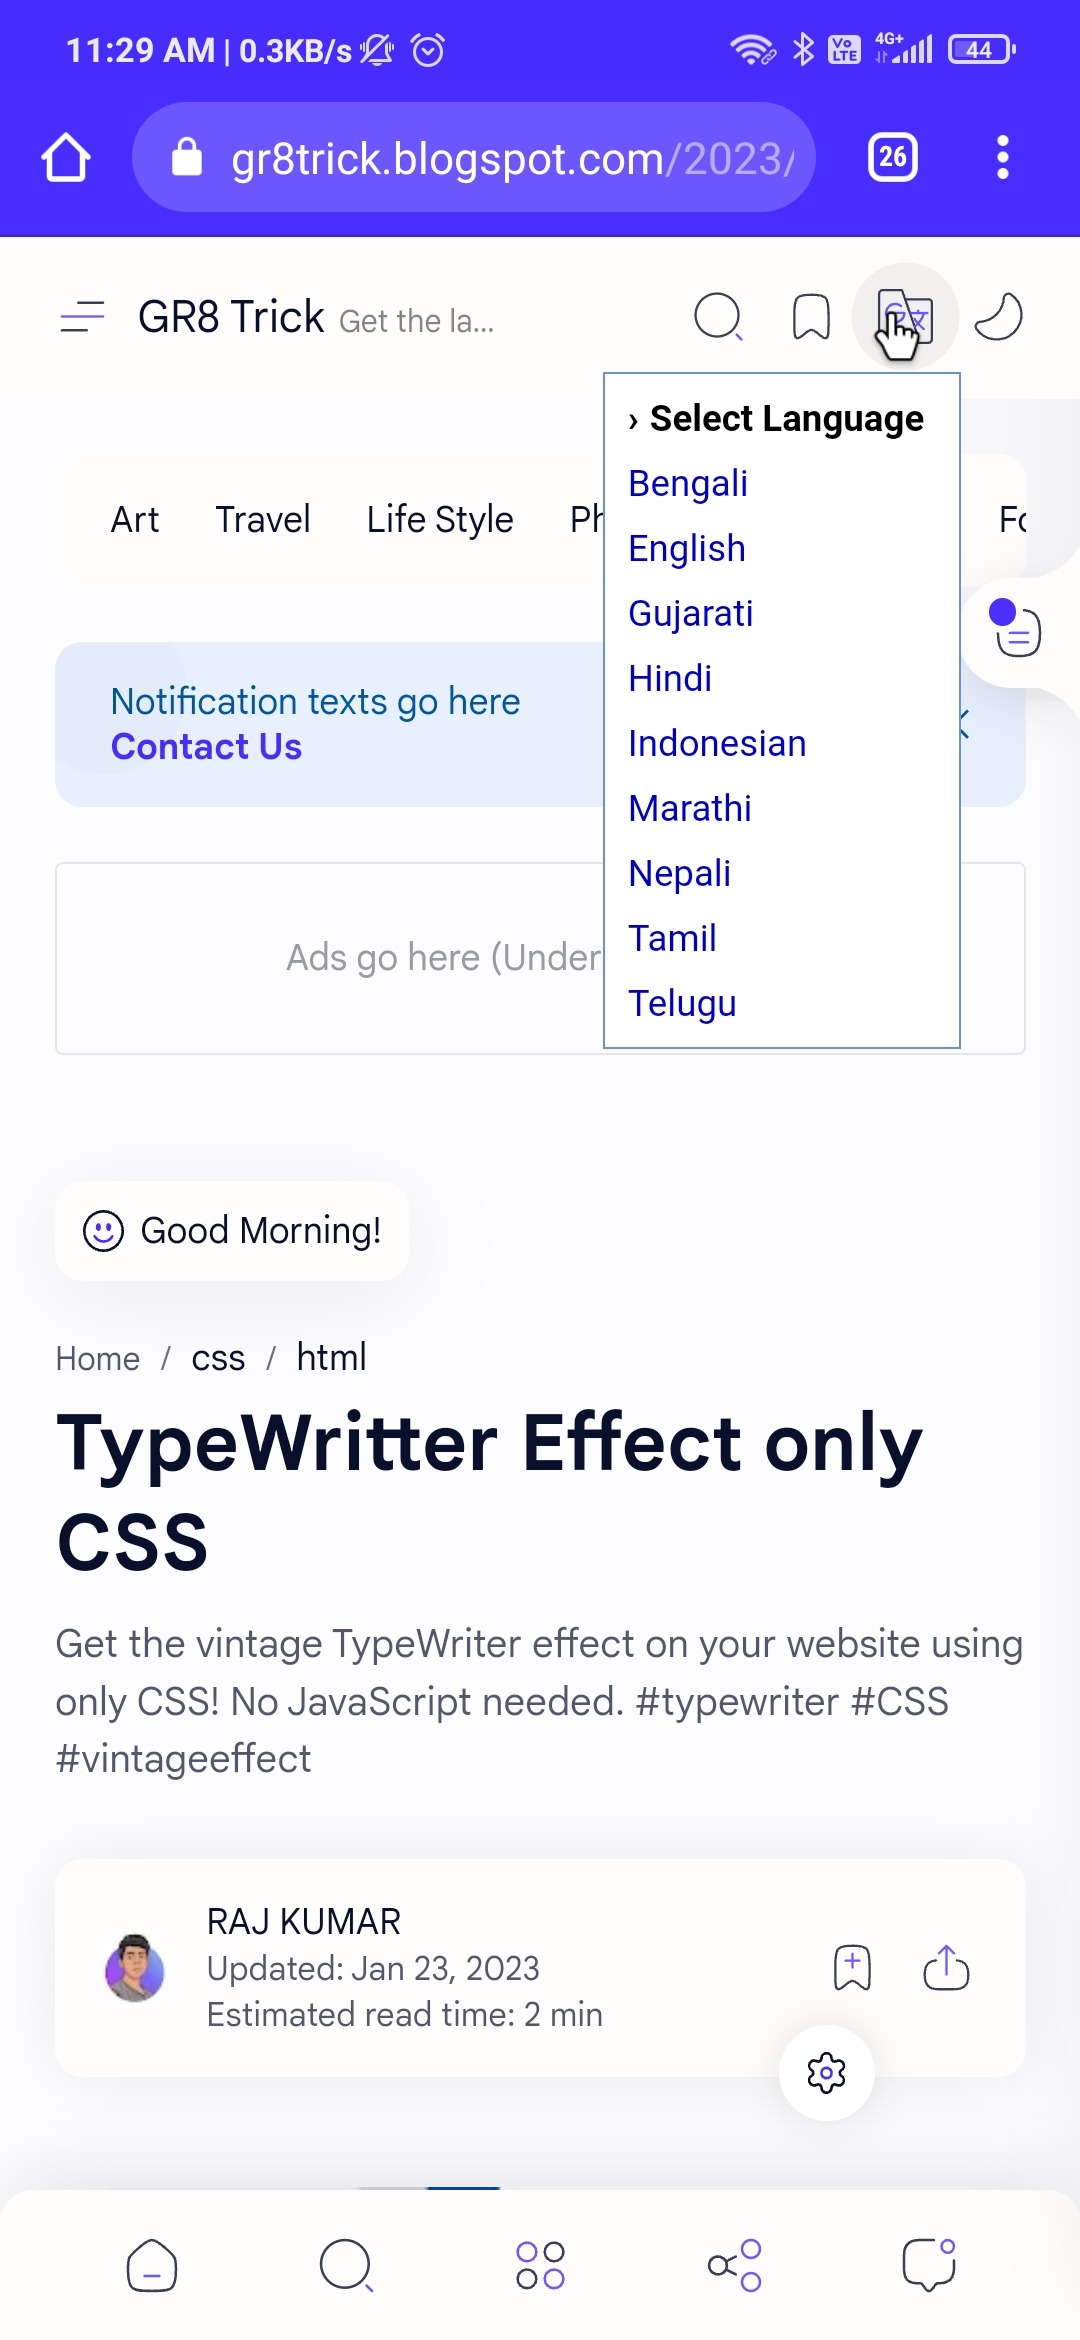 11:29 AM | 0.3KB/s
Vo LTE
4G+
44
gr8trick.blogspot.com/2023/
26
GR8 Trick Get the la...
› Select Language
Bengali
English
Gujarati
Hindi
Indonesian
Marathi
Nepali
Tamil
Telugu
Art Travel Life Style Ph Fo
Notification texts go here
Contact Us
Ads go here (Under
Good Morning!
Home / css / html
TypeWritter Effect only
CSS
Get the vintage TypeWriter effect on your website using
only CSS! No JavaScript needed. #typewriter #CSS
#vintageeffect
RAJ KUMAR
Updated: Jan 23, 2023
Estimated read time: 2 min